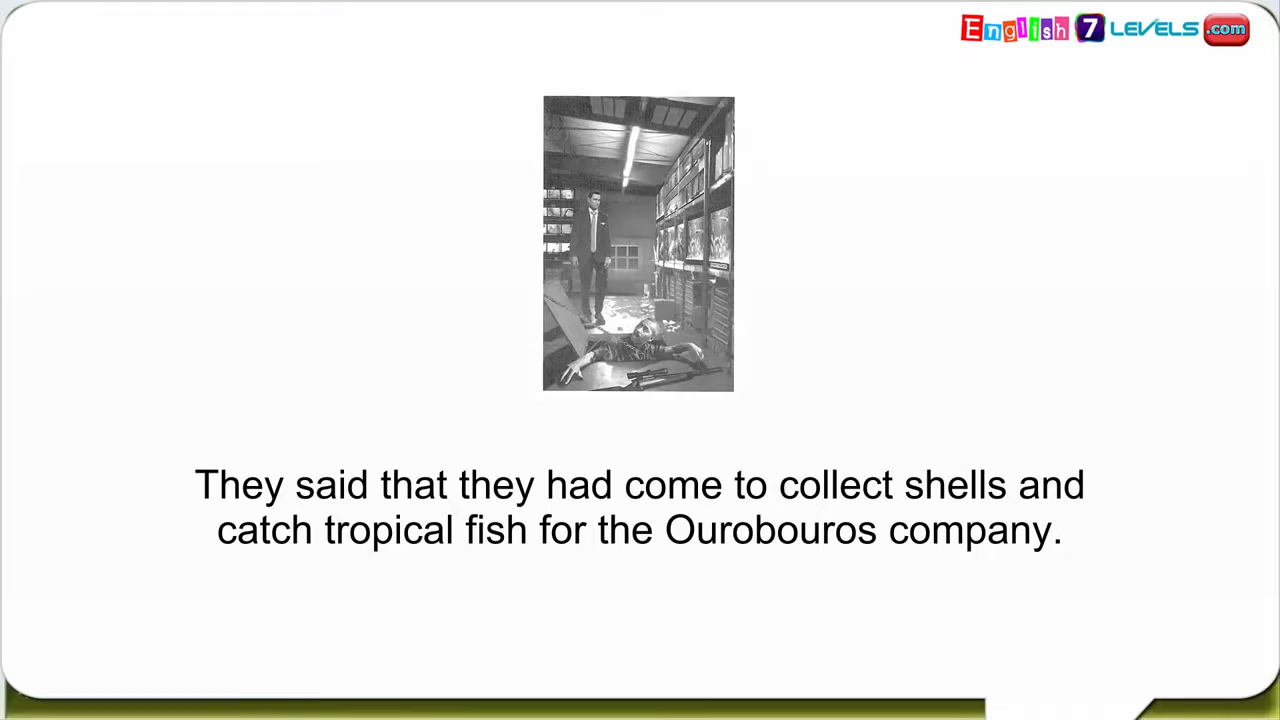 English 7 LEVELS .com
They said that they had come to collect shells and
catch tropical fish for the Ourobouros company.